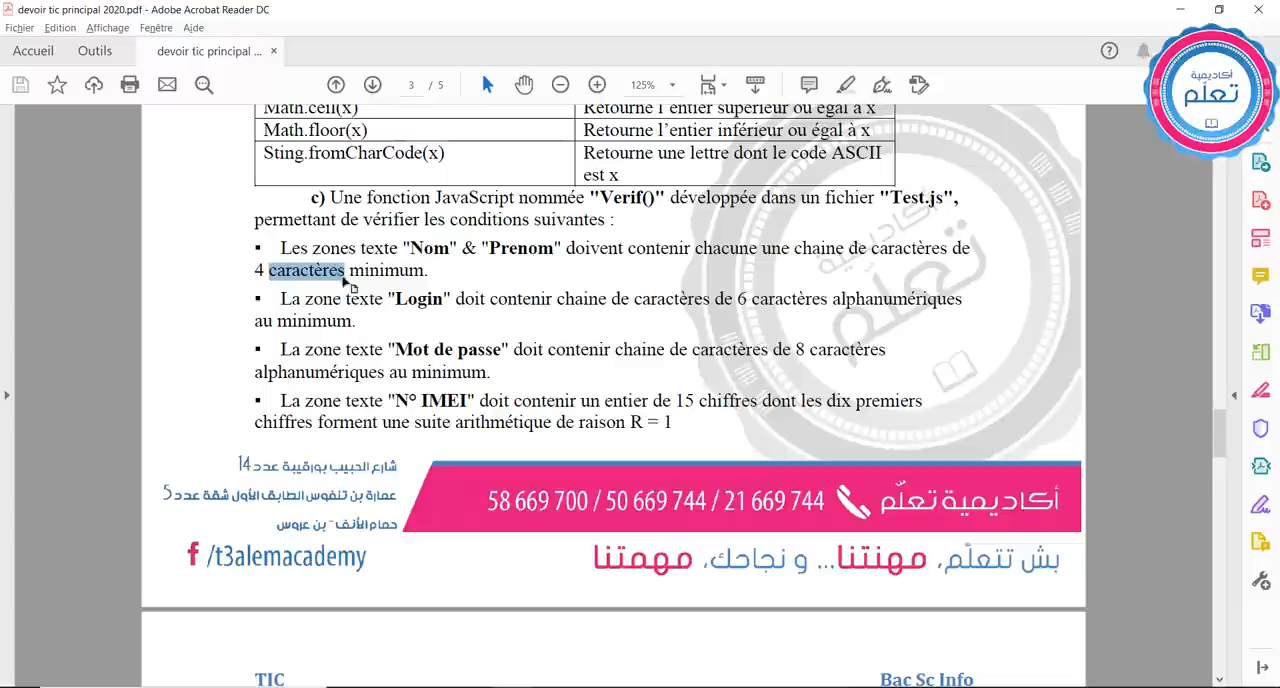 devoir tic principal 2020.pdf - Adobe Acrobat Reader DC
Fichier Edition Affichage Fenêtre Aide
Accueil Outils devoir tic principal ... ×
3 / 5 125%
أكاديمية
تعلّم
Math.ceil(x) Retourne l'entier supérieur ou égal à x
Math.floor(x) Retourne l'entier inférieur ou égal à x
Sting.fromCharCode(x) Retourne une lettre dont le code ASCII
est x
c) Une fonction JavaScript nommée "Verif()" développée dans un fichier "Test.js",
permettant de vérifier les conditions suivantes :
▪ Les zones texte "Nom" & "Prenom" doivent contenir chacune une chaine de caractères de
4 caractères minimum.
▪ La zone texte "Login" doit contenir chaine de caractères de 6 caractères alphanumériques
au minimum.
▪ La zone texte "Mot de passe" doit contenir chaine de caractères de 8 caractères
alphanumériques au minimum.
▪ La zone texte "N° IMEI" doit contenir un entier de 15 chiffres dont les dix premiers
chiffres forment une suite arithmétique de raison R = 1
أكاديمية
تعلّم
شارع الحبيب بورقيبة عدد 14
عمارة بن تنفوس الطابق الأول شقة عدد 5
حمام الأنف - بن عروس
58 669 700 / 50 669 744 / 21 669 744 أكاديمية تعلّم
f /t3alemacademy
بش تتعلّم، مهنتنا... و نجاحك، مهمتنا
TIC Bac Sc Info